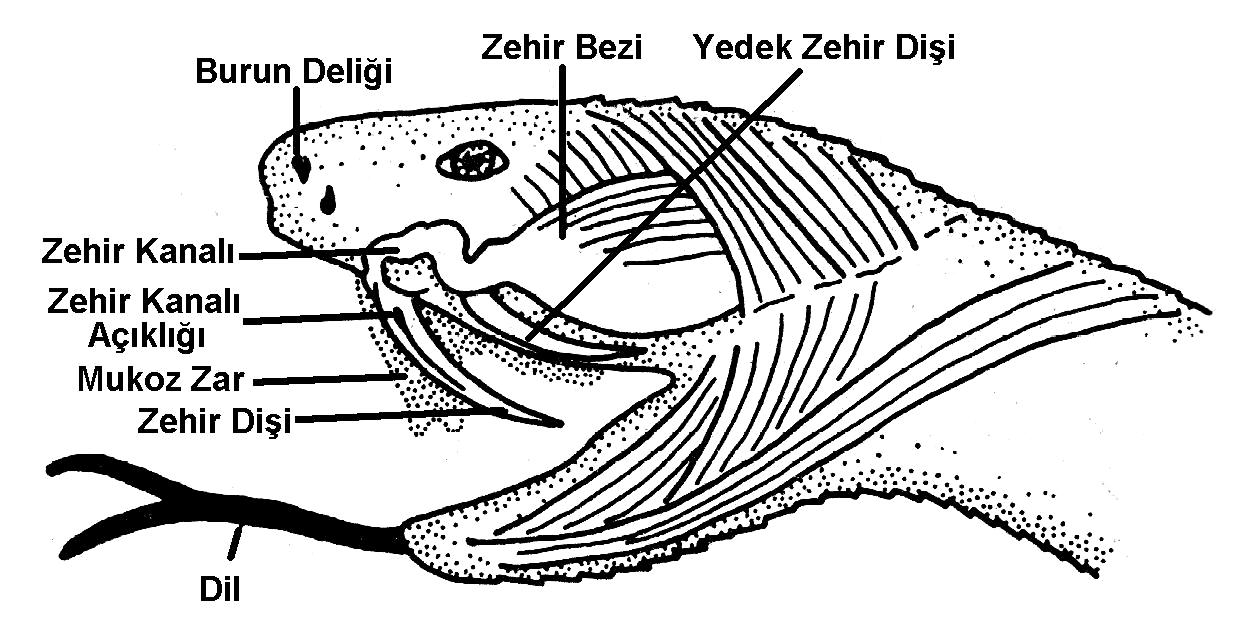 Zehir Bezi
Yedek Zehir Dişi
Burun Deliği
Zehir Kanalı
Zehir Kanalı
Açıklığı
Mukoz Zar
Zehir Dişi
Dil